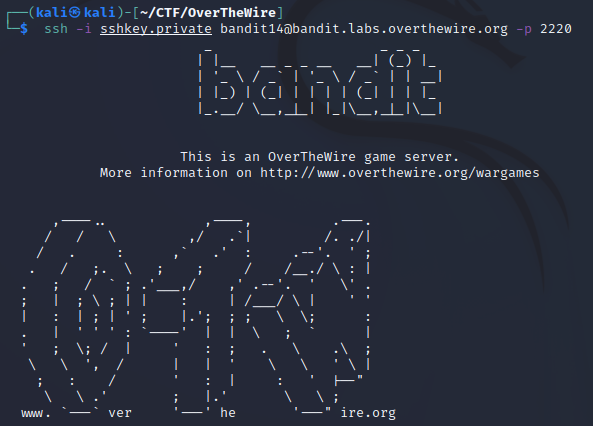 (kali㉿kali)-[~/CTF/OverTheWire]
$ ssh -i sshkey.private bandit14@bandit.labs.overthewire.org -p 2220
bandit
This is an OverTheWire game server.
More information on http://www.overthewire.org/wargames
www. ver he ire.org